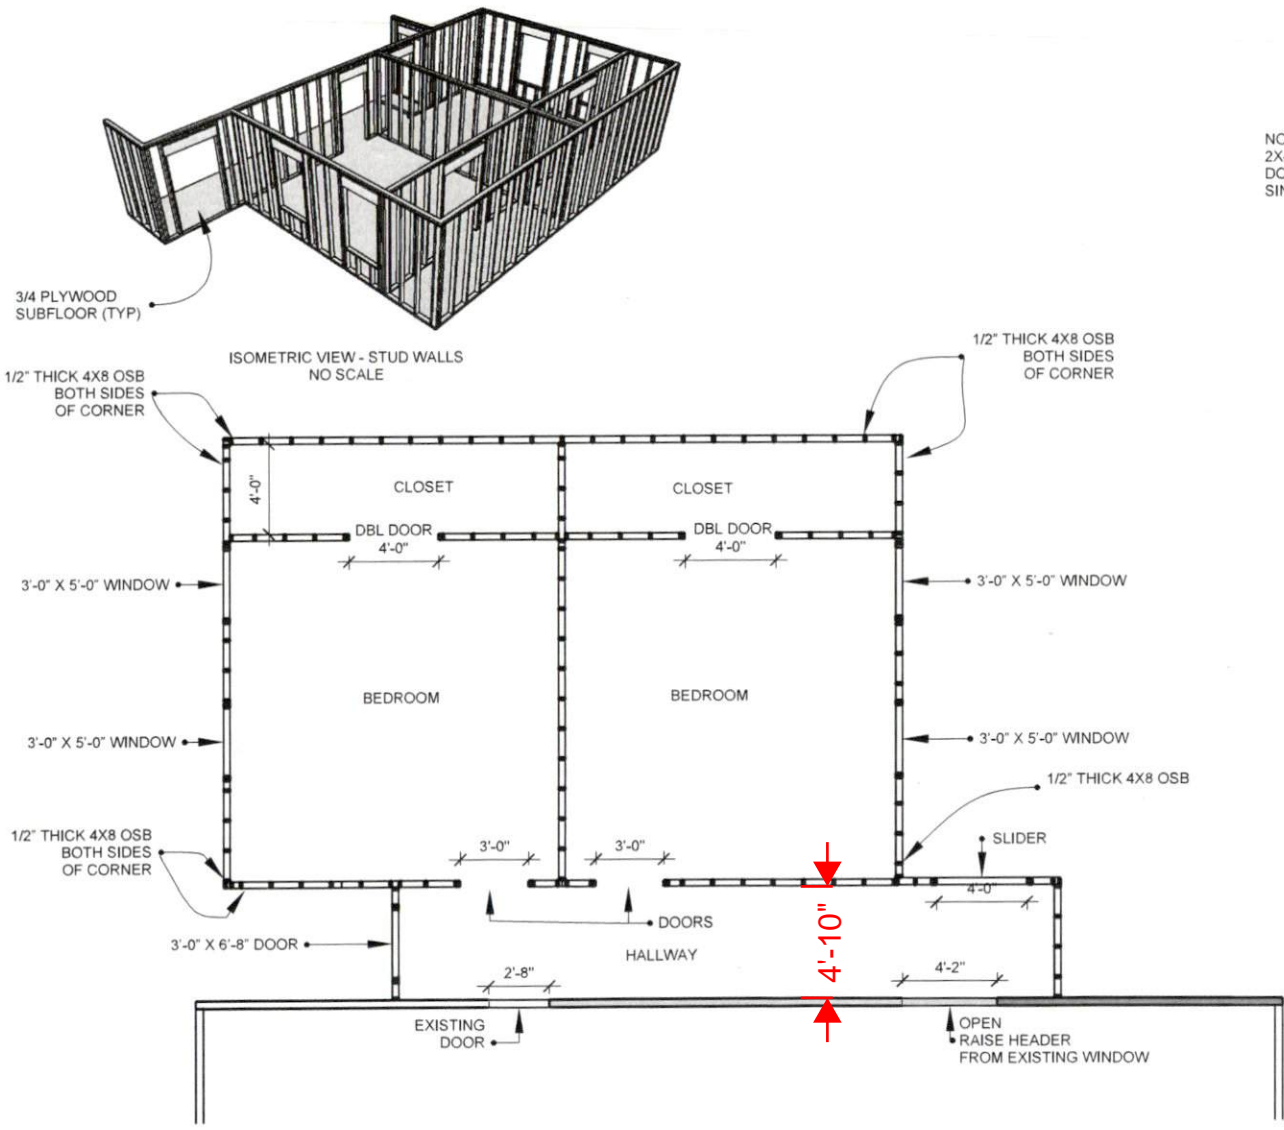 NO
2X
DO
SIN
3/4 PLYWOOD
SUBFLOOR (TYP)
ISOMETRIC VIEW - STUD WALLS
NO SCALE
1/2" THICK 4X8 OSB
BOTH SIDES
OF CORNER
1/2" THICK 4X8 OSB
BOTH SIDES
OF CORNER
4'-0"
CLOSET
CLOSET
DBL DOOR
4'-0"
DBL DOOR
4'-0"
3'-0" X 5'-0" WINDOW
3'-0" X 5'-0" WINDOW
BEDROOM
BEDROOM
3'-0" X 5'-0" WINDOW
3'-0" X 5'-0" WINDOW
1/2" THICK 4X8 OSB
1/2" THICK 4X8 OSB
BOTH SIDES
OF CORNER
3'-0"
3'-0"
SLIDER
4'-0"
4'-10"
DOORS
3'-0" X 6'-8" DOOR
HALLWAY
2'-8"
4'-2"
EXISTING
DOOR
OPEN
RAISE HEADER
FROM EXISTING WINDOW